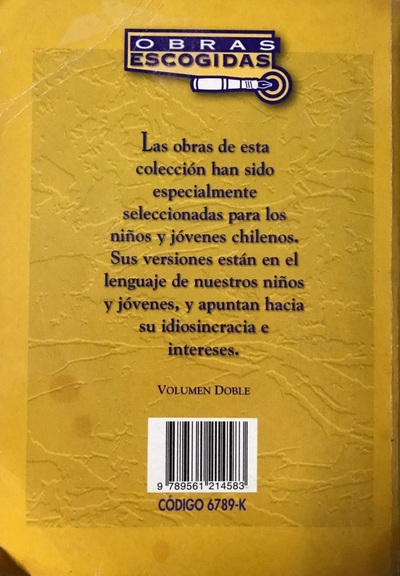 OBRAS
ESCOGIDAS
Las obras de esta
colección han sido
especialmente
seleccionadas para los
niños y jóvenes chilenos.
Sus versiones están en el
lenguaje de nuestros niños
y jóvenes, y apuntan hacia
su idiosincracia e
intereses.
VOLUMEN DOBLE
9 789561 214583
CÓDIGO 6789-K